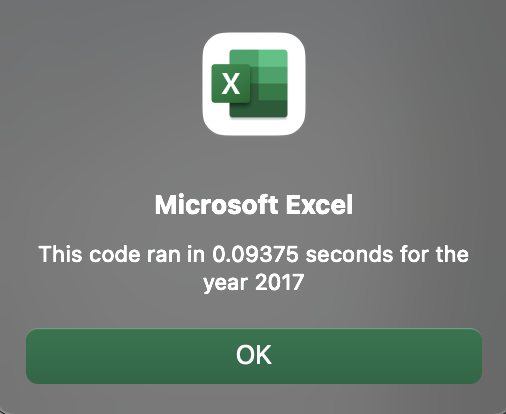 X
Microsoft Excel
This code ran in 0.09375 seconds for the
year 2017
OK